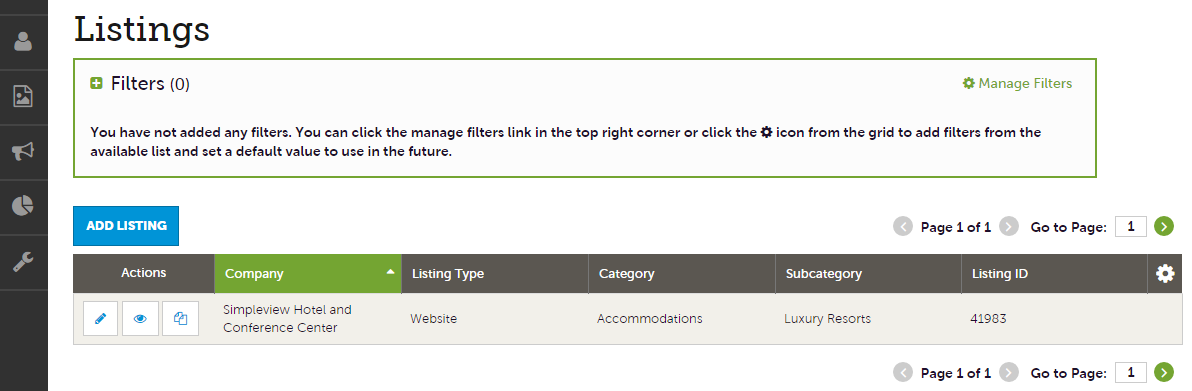 Listings
Filters (0)
Manage Filters
You have not added any filters. You can click the manage filters link in the top right corner or click the icon from the grid to add filters from the
available list and set a default value to use in the future.
ADD LISTING
Page 1 of 1 Go to Page: 1
Actions Company Listing Type Category Subcategory Listing ID
Simpleview Hotel and
Conference Center
Website Accommodations Luxury Resorts 41983
Page 1 of 1 Go to Page: 1